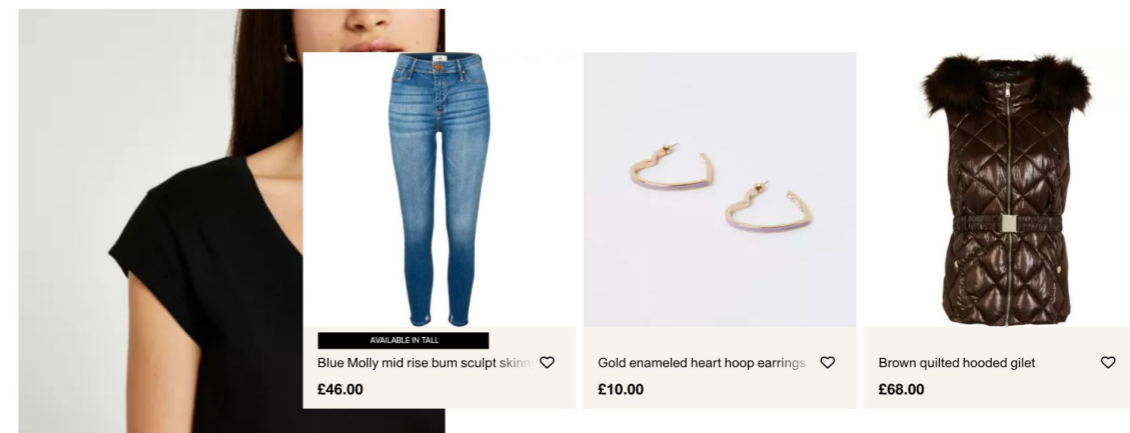 AVAILABLE IN TALL
Blue Molly mid rise bum sculpt skinn
£46.00
Gold enameled heart hoop earrings
£10.00
Brown quilted hooded gilet
£68.00